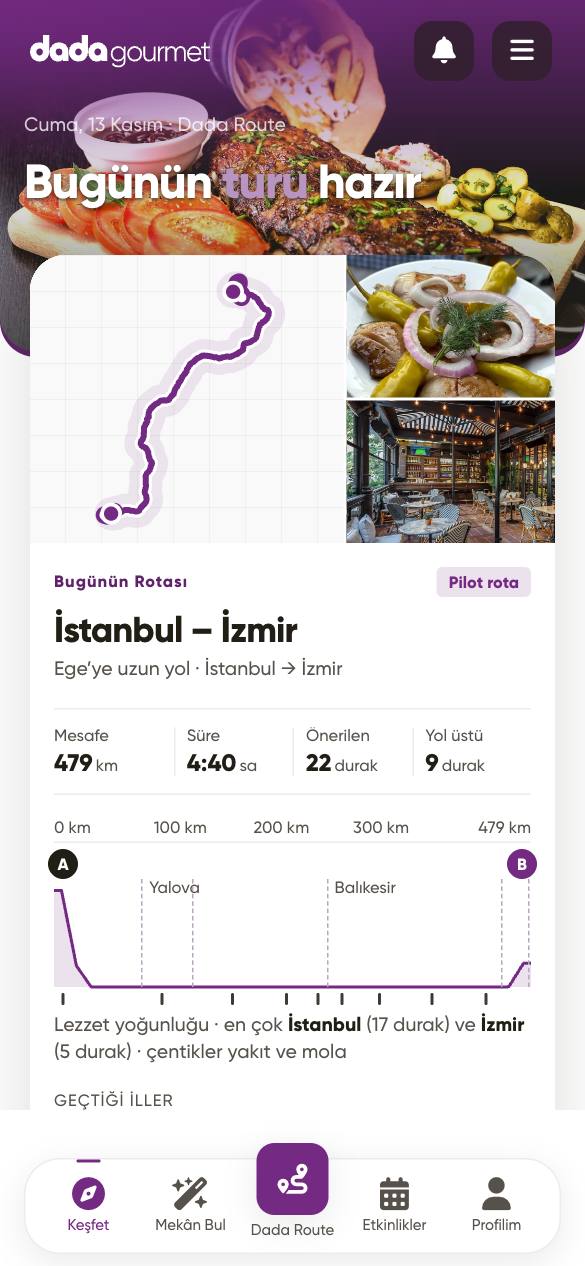 dada gourmet
Cuma, 13 Kasım · Dada Route
Bugünün turu hazır
Bugünün Rotası
Pilot rota
İstanbul – İzmir
Ege’ye uzun yol · İstanbul → İzmir
Mesafe Süre Önerilen Yol üstü
479 km 4:40 sa 22 durak 9 durak
0 km 100 km 200 km 300 km 479 km
A B
Yalova Balıkesir
Lezzet yoğunluğu · en çok İstanbul (17 durak) ve İzmir
(5 durak) · çentikler yakıt ve mola
GEÇTİĞİ İLLER
Keşfet Mekân Bul Dada Route Etkinlikler Profilim